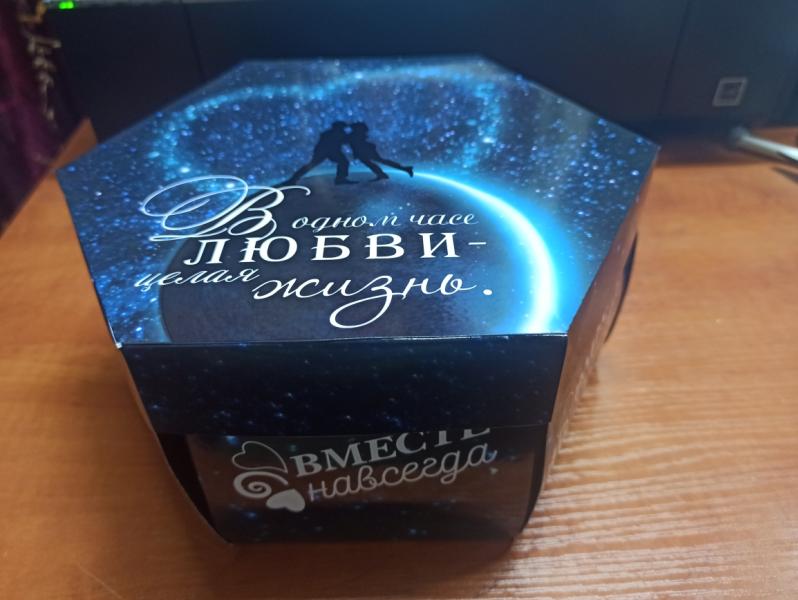 В одном часе
ЛЮБВИ-
целая жизнь.
ВМЕСТЕ
навсегда